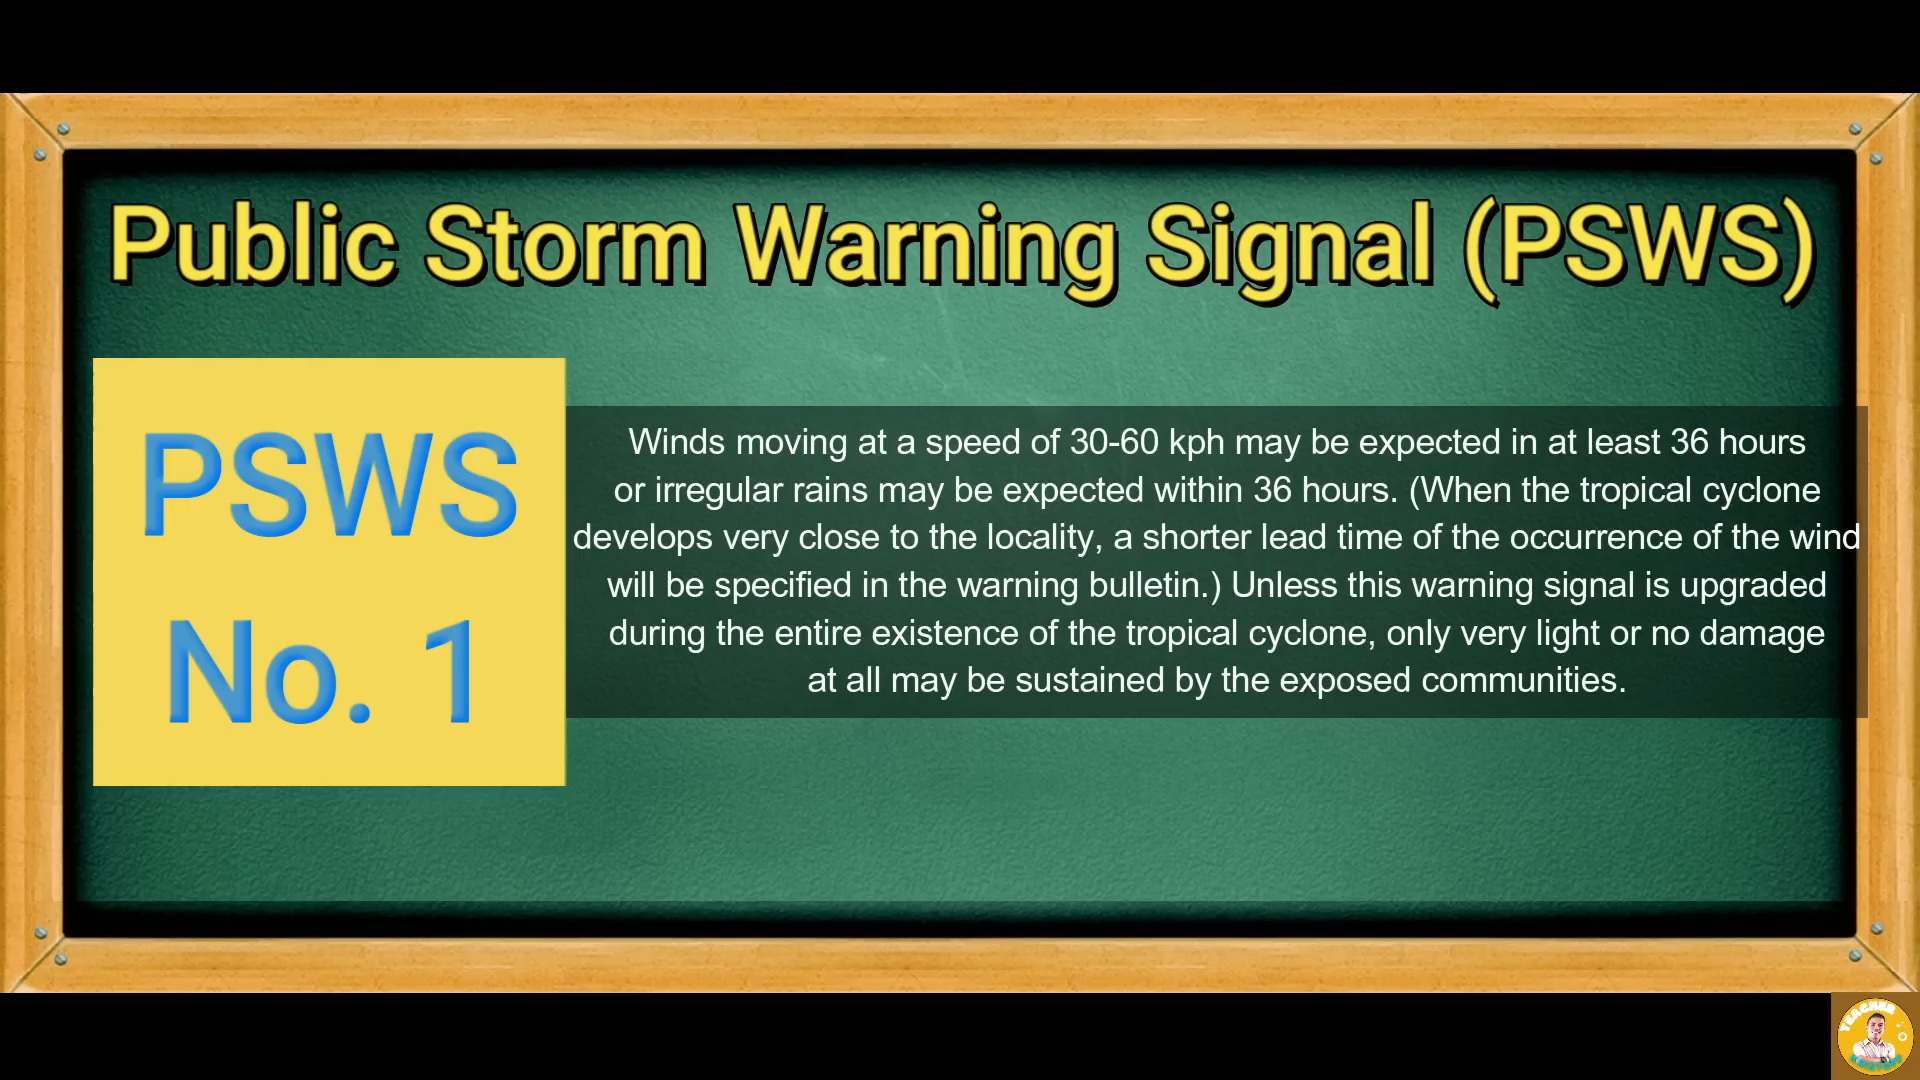 Public Storm Warning Signal (PSWS)
PSWS
No. 1
Winds moving at a speed of 30-60 kph may be expected in at least 36 hours
or irregular rains may be expected within 36 hours. (When the tropical cyclone
develops very close to the locality, a shorter lead time of the occurrence of the wind
will be specified in the warning bulletin.) Unless this warning signal is upgraded
during the entire existence of the tropical cyclone, only very light or no damage
at all may be sustained by the exposed communities.
TEACHER